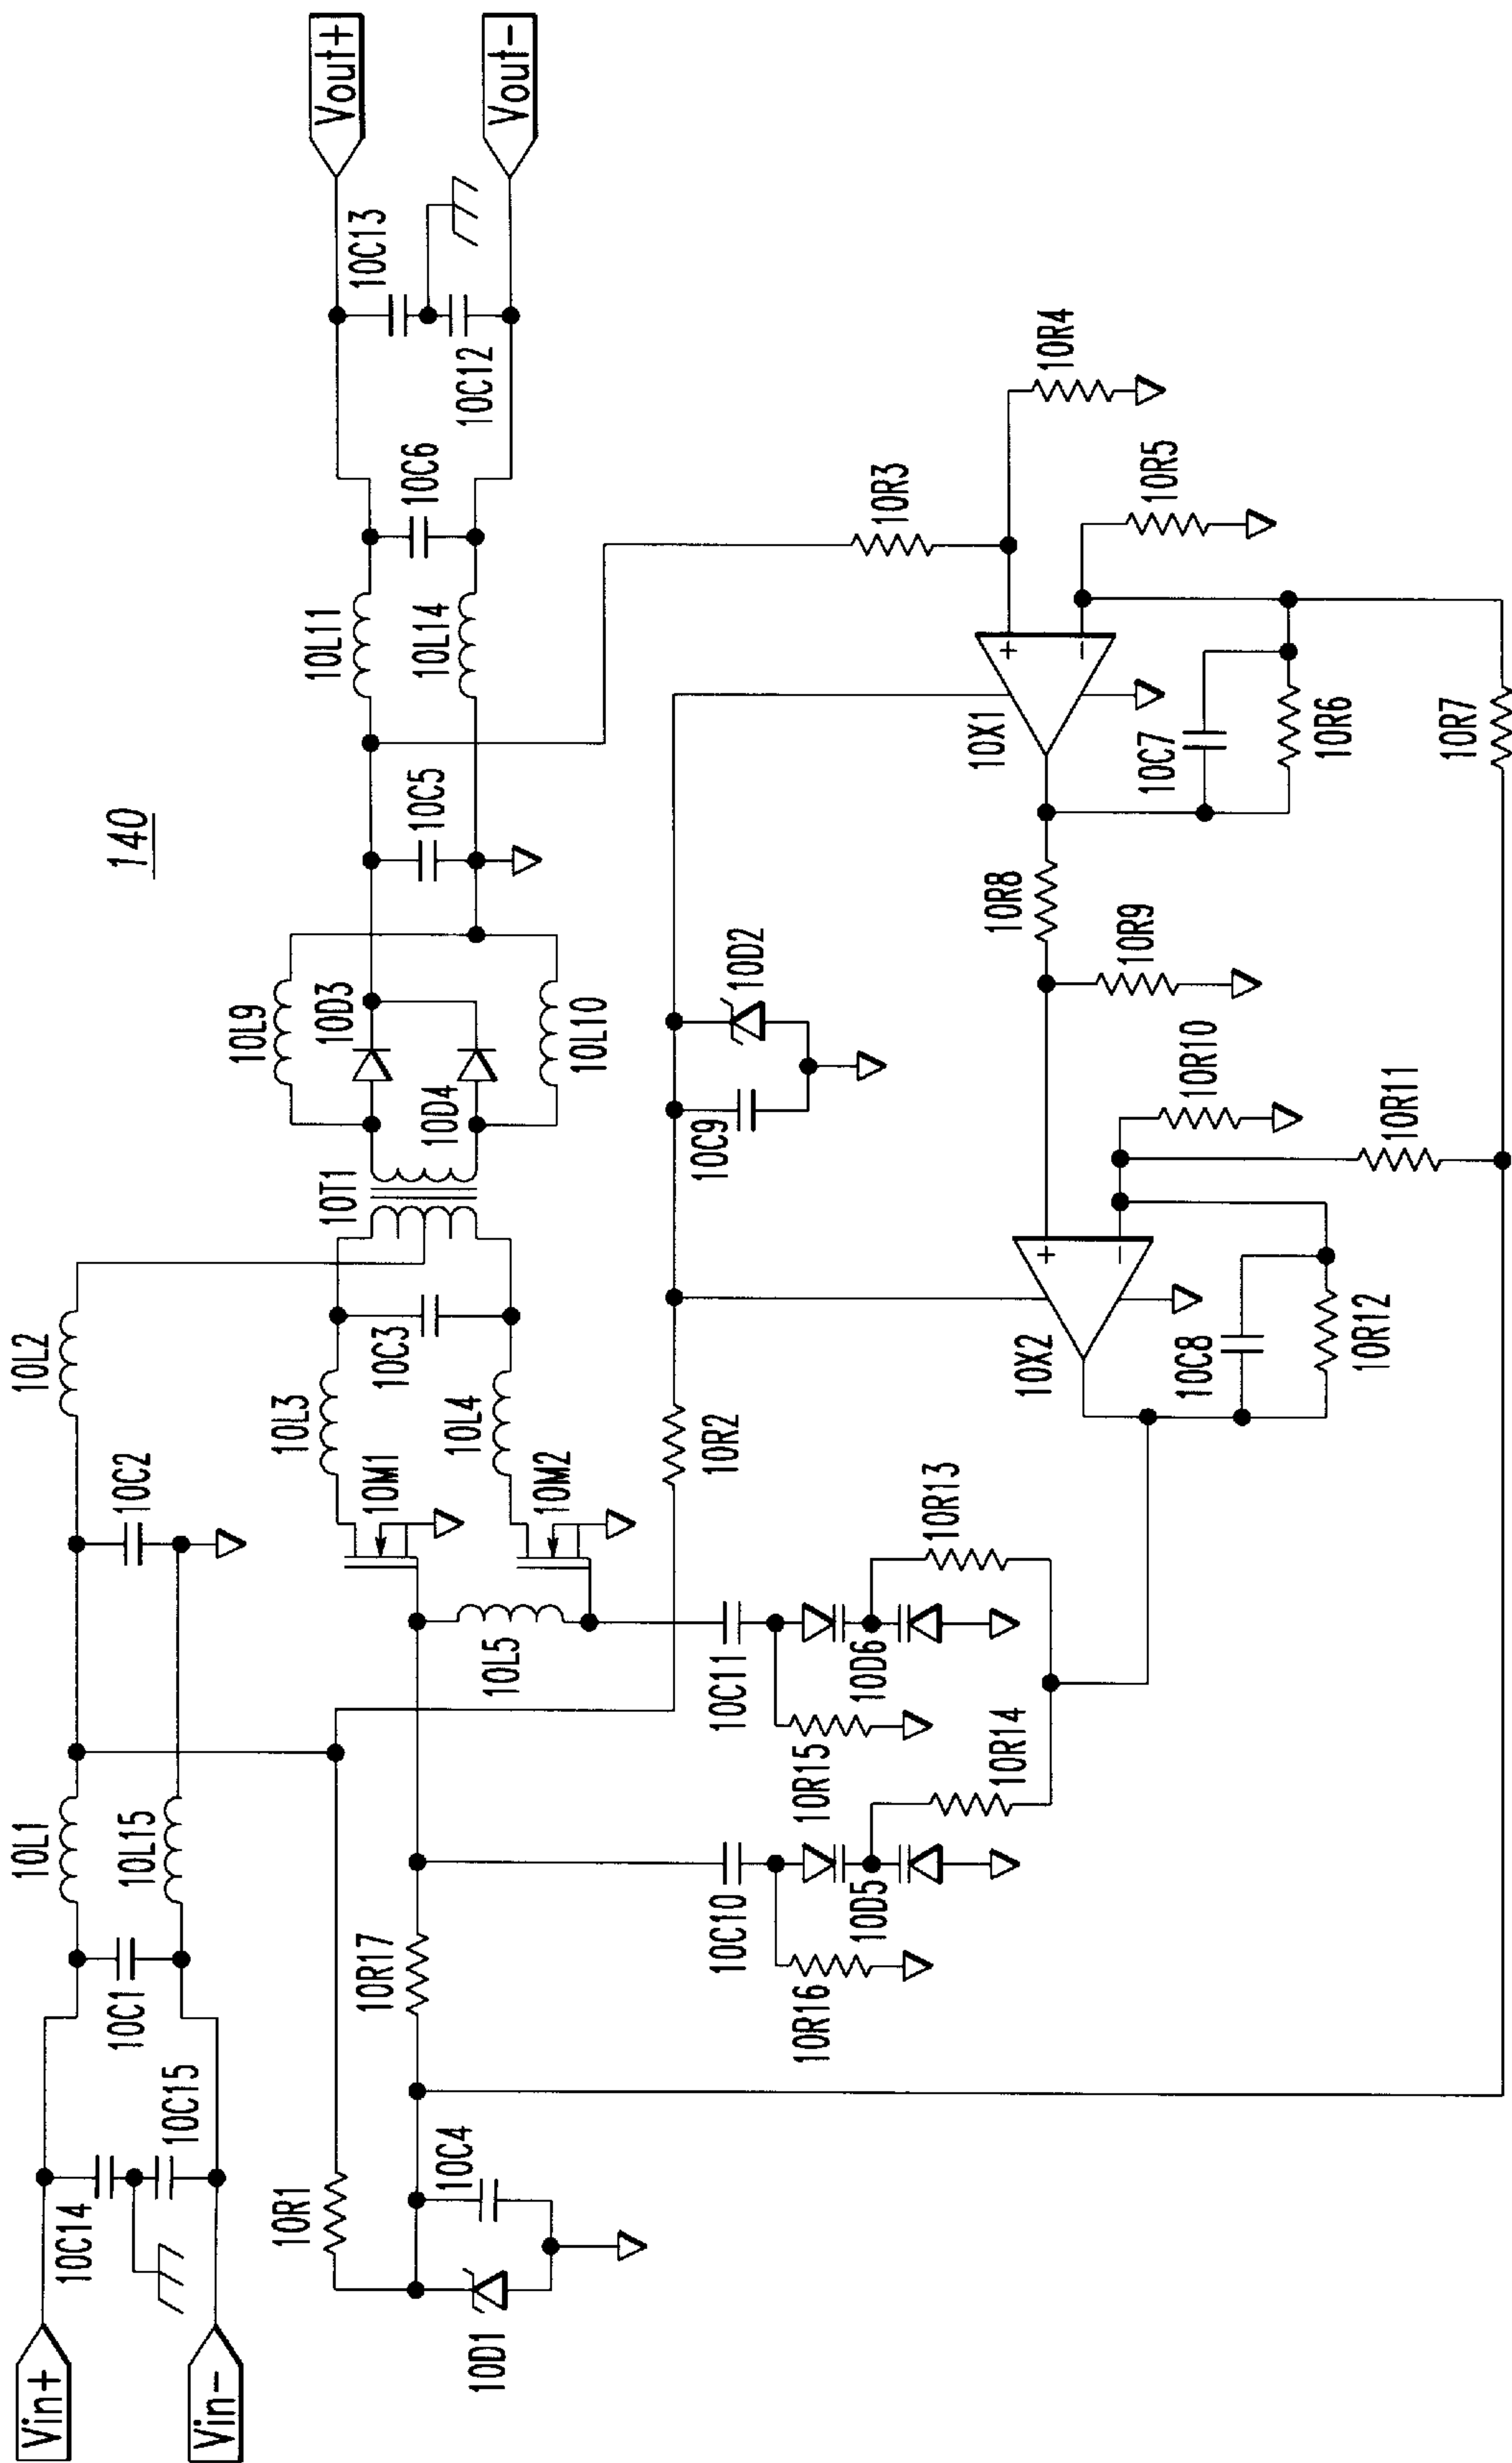 140
Vin+
Vin-
10C14
10C15
10C1
10L1
10L15
10C2
10L2
10R1
10D1
10C4
10R17
10L5
10M1
10M2
10L3
10L4
10C3
10T1
10L9
10D3
10D4
10L10
10C5
10L11
10L14
10C6
10C13
10C12
Vout+
Vout-
10R2
10C9
10D2
10C10
10R16
10D5
10R14
10C11
10R15
10D6
10R13
10X2
+
−
10C8
10R12
10R10
10R11
10R9
10R8
10X1
+
−
10C7
10R6
10R7
10R3
10R4
10R5